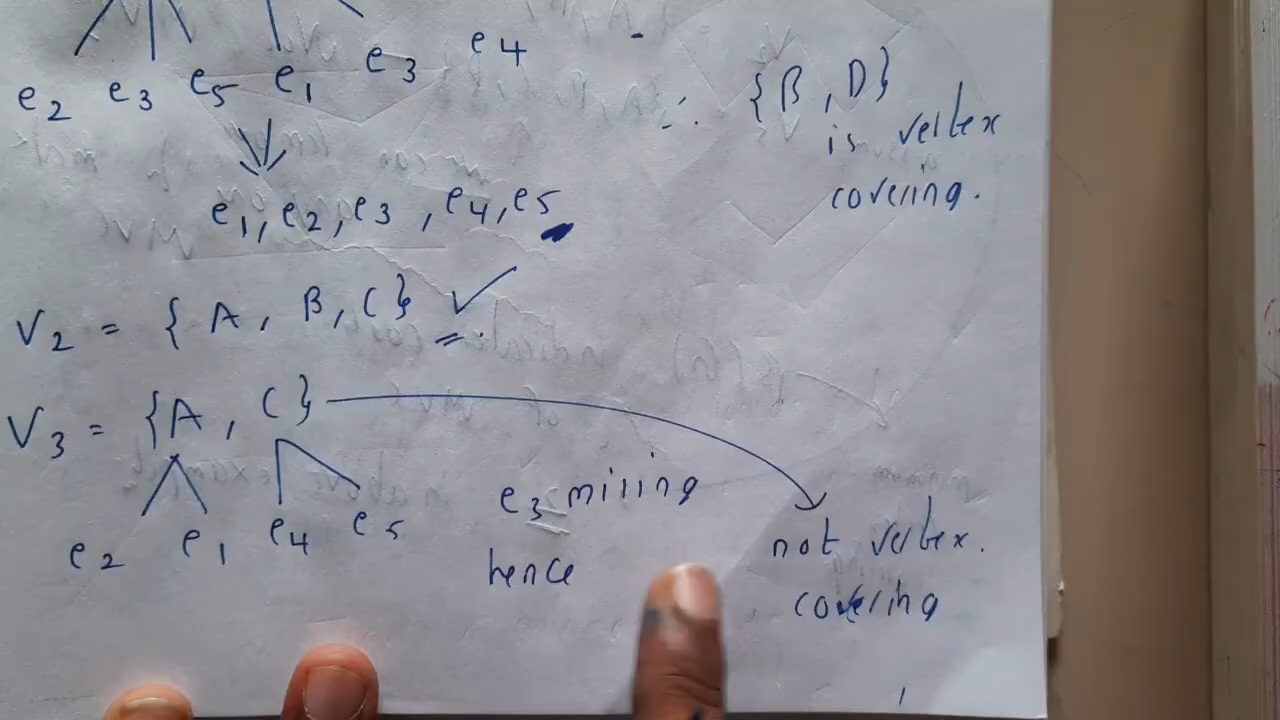 e2 e3 e5 e1 e3 e4
∴ {B, D}
is vertex
covering.
e1, e2, e3, e4, e5
V2 = {A, B, C} ✓
V3 = {A, C}
e2 e1 e4 e5
e3 missing
hence
not vertex.
covering